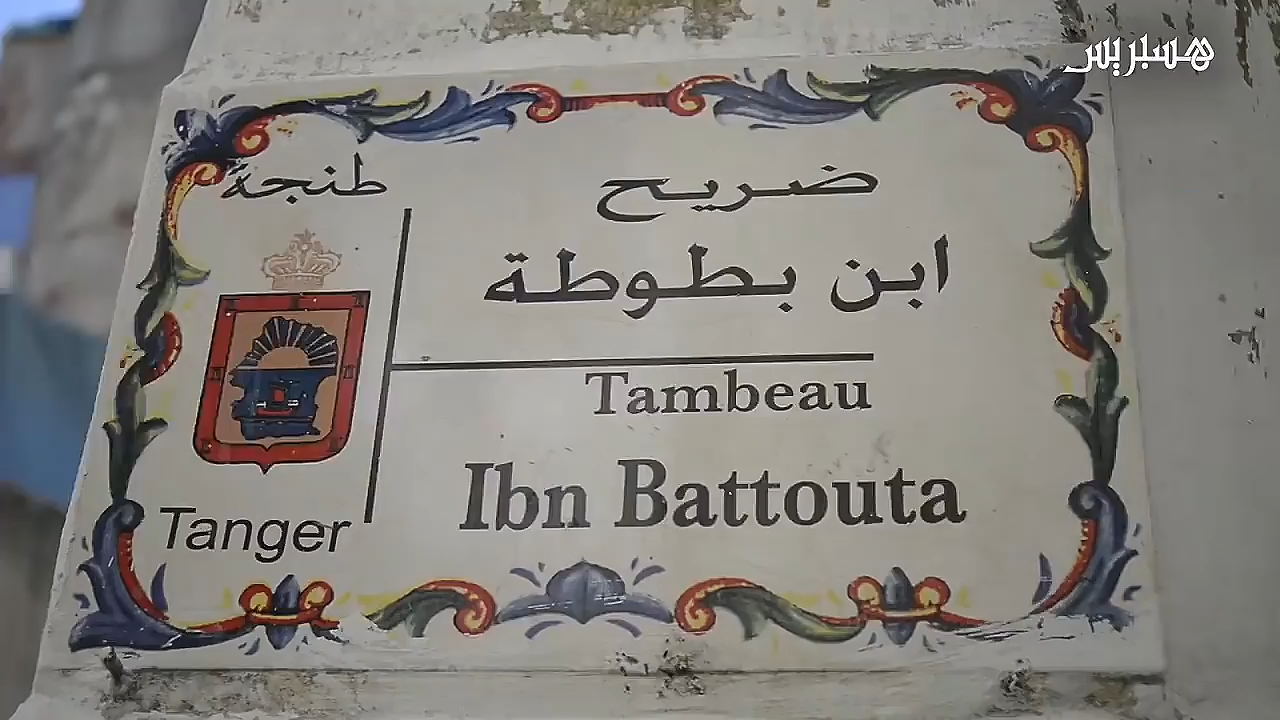 هسبريس
طنجة
ضريح
ابن بطوطة
Tambeau
Ibn Battouta
Tanger